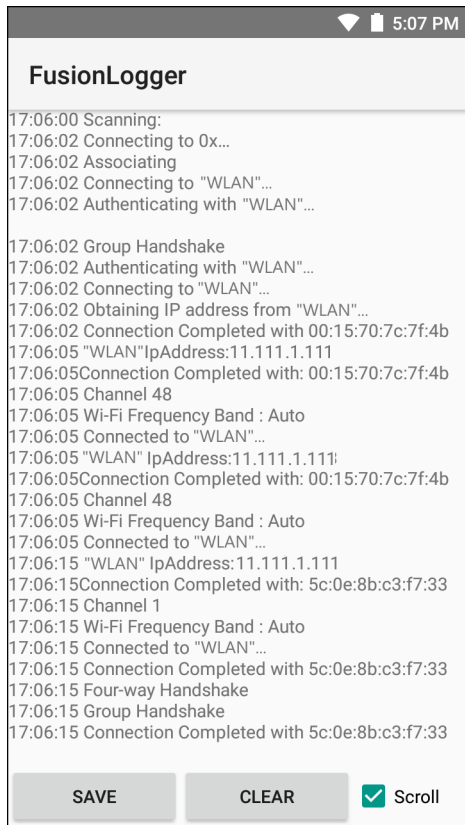 5:07 PM
FusionLogger
17:06:00 Scanning:
17:06:02 Connecting to 0x...
17:06:02 Associating
17:06:02 Connecting to "WLAN"...
17:06:02 Authenticating with "WLAN"...
17:06:02 Group Handshake
17:06:02 Authenticating with "WLAN"...
17:06:02 Connecting to "WLAN"...
17:06:02 Obtaining IP address from "WLAN"...
17:06:02 Connection Completed with 00:15:70:7c:7f:4b
17:06:05 "WLAN"IpAddress:11.111.1.111
17:06:05Connection Completed with: 00:15:70:7c:7f:4b
17:06:05 Channel 48
17:06:05 Wi-Fi Frequency Band : Auto
17:06:05 Connected to "WLAN"...
17:06:05 "WLAN" IpAddress:11.111.1.111
17:06:05Connection Completed with: 00:15:70:7c:7f:4b
17:06:05 Channel 48
17:06:05 Wi-Fi Frequency Band : Auto
17:06:05 Connected to "WLAN"...
17:06:15 "WLAN" IpAddress:11.111.1.111
17:06:15Connection Completed with: 5c:0e:8b:c3:f7:33
17:06:15 Channel 1
17:06:15 Wi-Fi Frequency Band : Auto
17:06:15 Connected to "WLAN"...
17:06:15 Connection Completed with 5c:0e:8b:c3:f7:33
17:06:15 Four-way Handshake
17:06:15 Group Handshake
17:06:15 Connection Completed with 5c:0e:8b:c3:f7:33
SAVE CLEAR Scroll